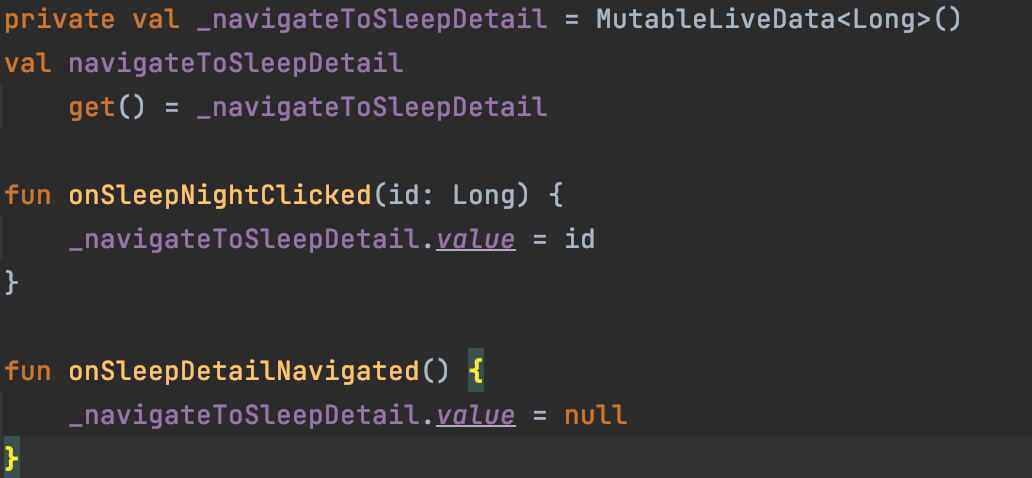 private val _navigateToSleepDetail = MutableLiveData<Long>()
val navigateToSleepDetail
    get() = _navigateToSleepDetail

fun onSleepNightClicked(id: Long) {
    _navigateToSleepDetail.value = id
}

fun onSleepDetailNavigated() {
    _navigateToSleepDetail.value = null
}